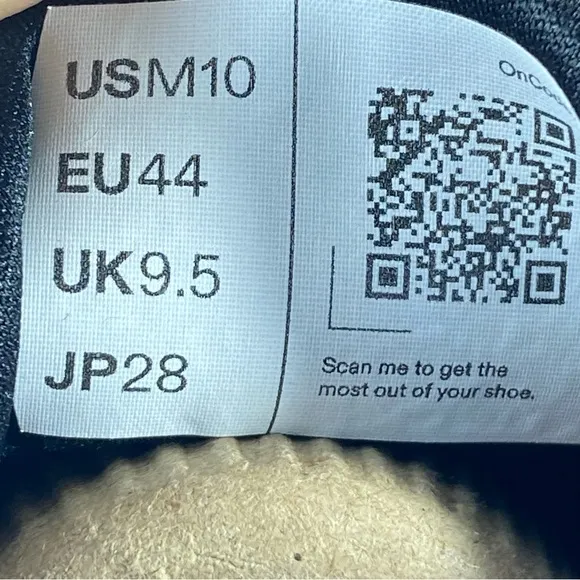 USM10
EU44
UK9.5
JP28
Scan me to get the
most out of your shoe.